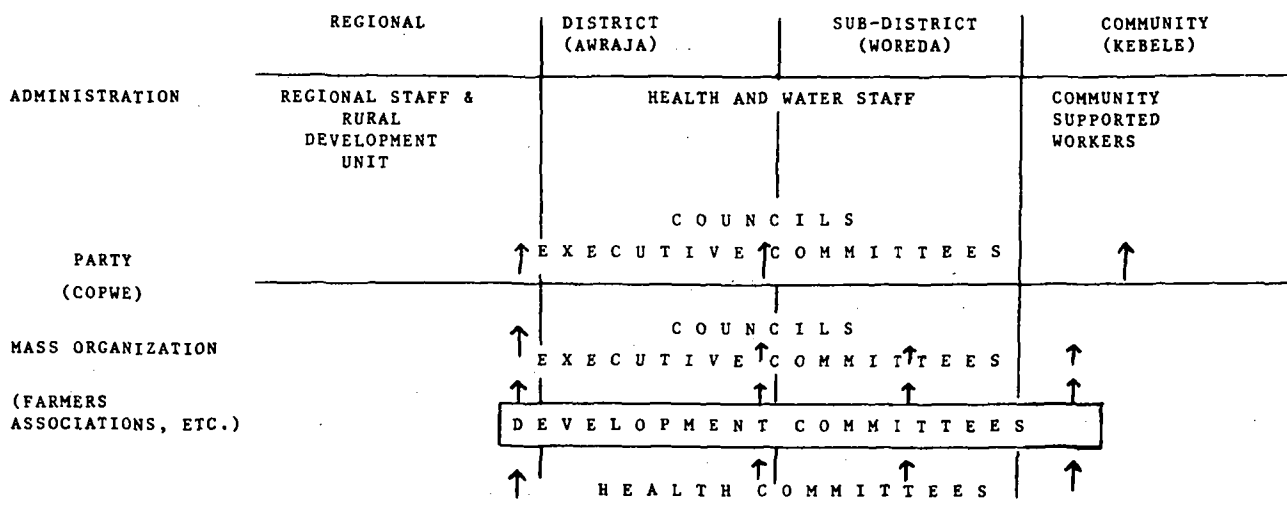 REGIONAL DISTRICT SUB-DISTRICT COMMUNITY
(AWRAJA) (WOREDA) (KEBELE)
ADMINISTRATION REGIONAL STAFF & HEALTH AND WATER STAFF COMMUNITY
RURAL SUPPORTED
DEVELOPMENT WORKERS
UNIT
COUNCILS
EXECUTIVE COMMITTEES
PARTY
(COPWE)
COUNCILS
MASS ORGANIZATION
EXECUTIVE COMMITTEES
(FARMERS
ASSOCIATIONS, ETC.)
DEVELOPMENT COMMITTEES
HEALTH COMMITTEES